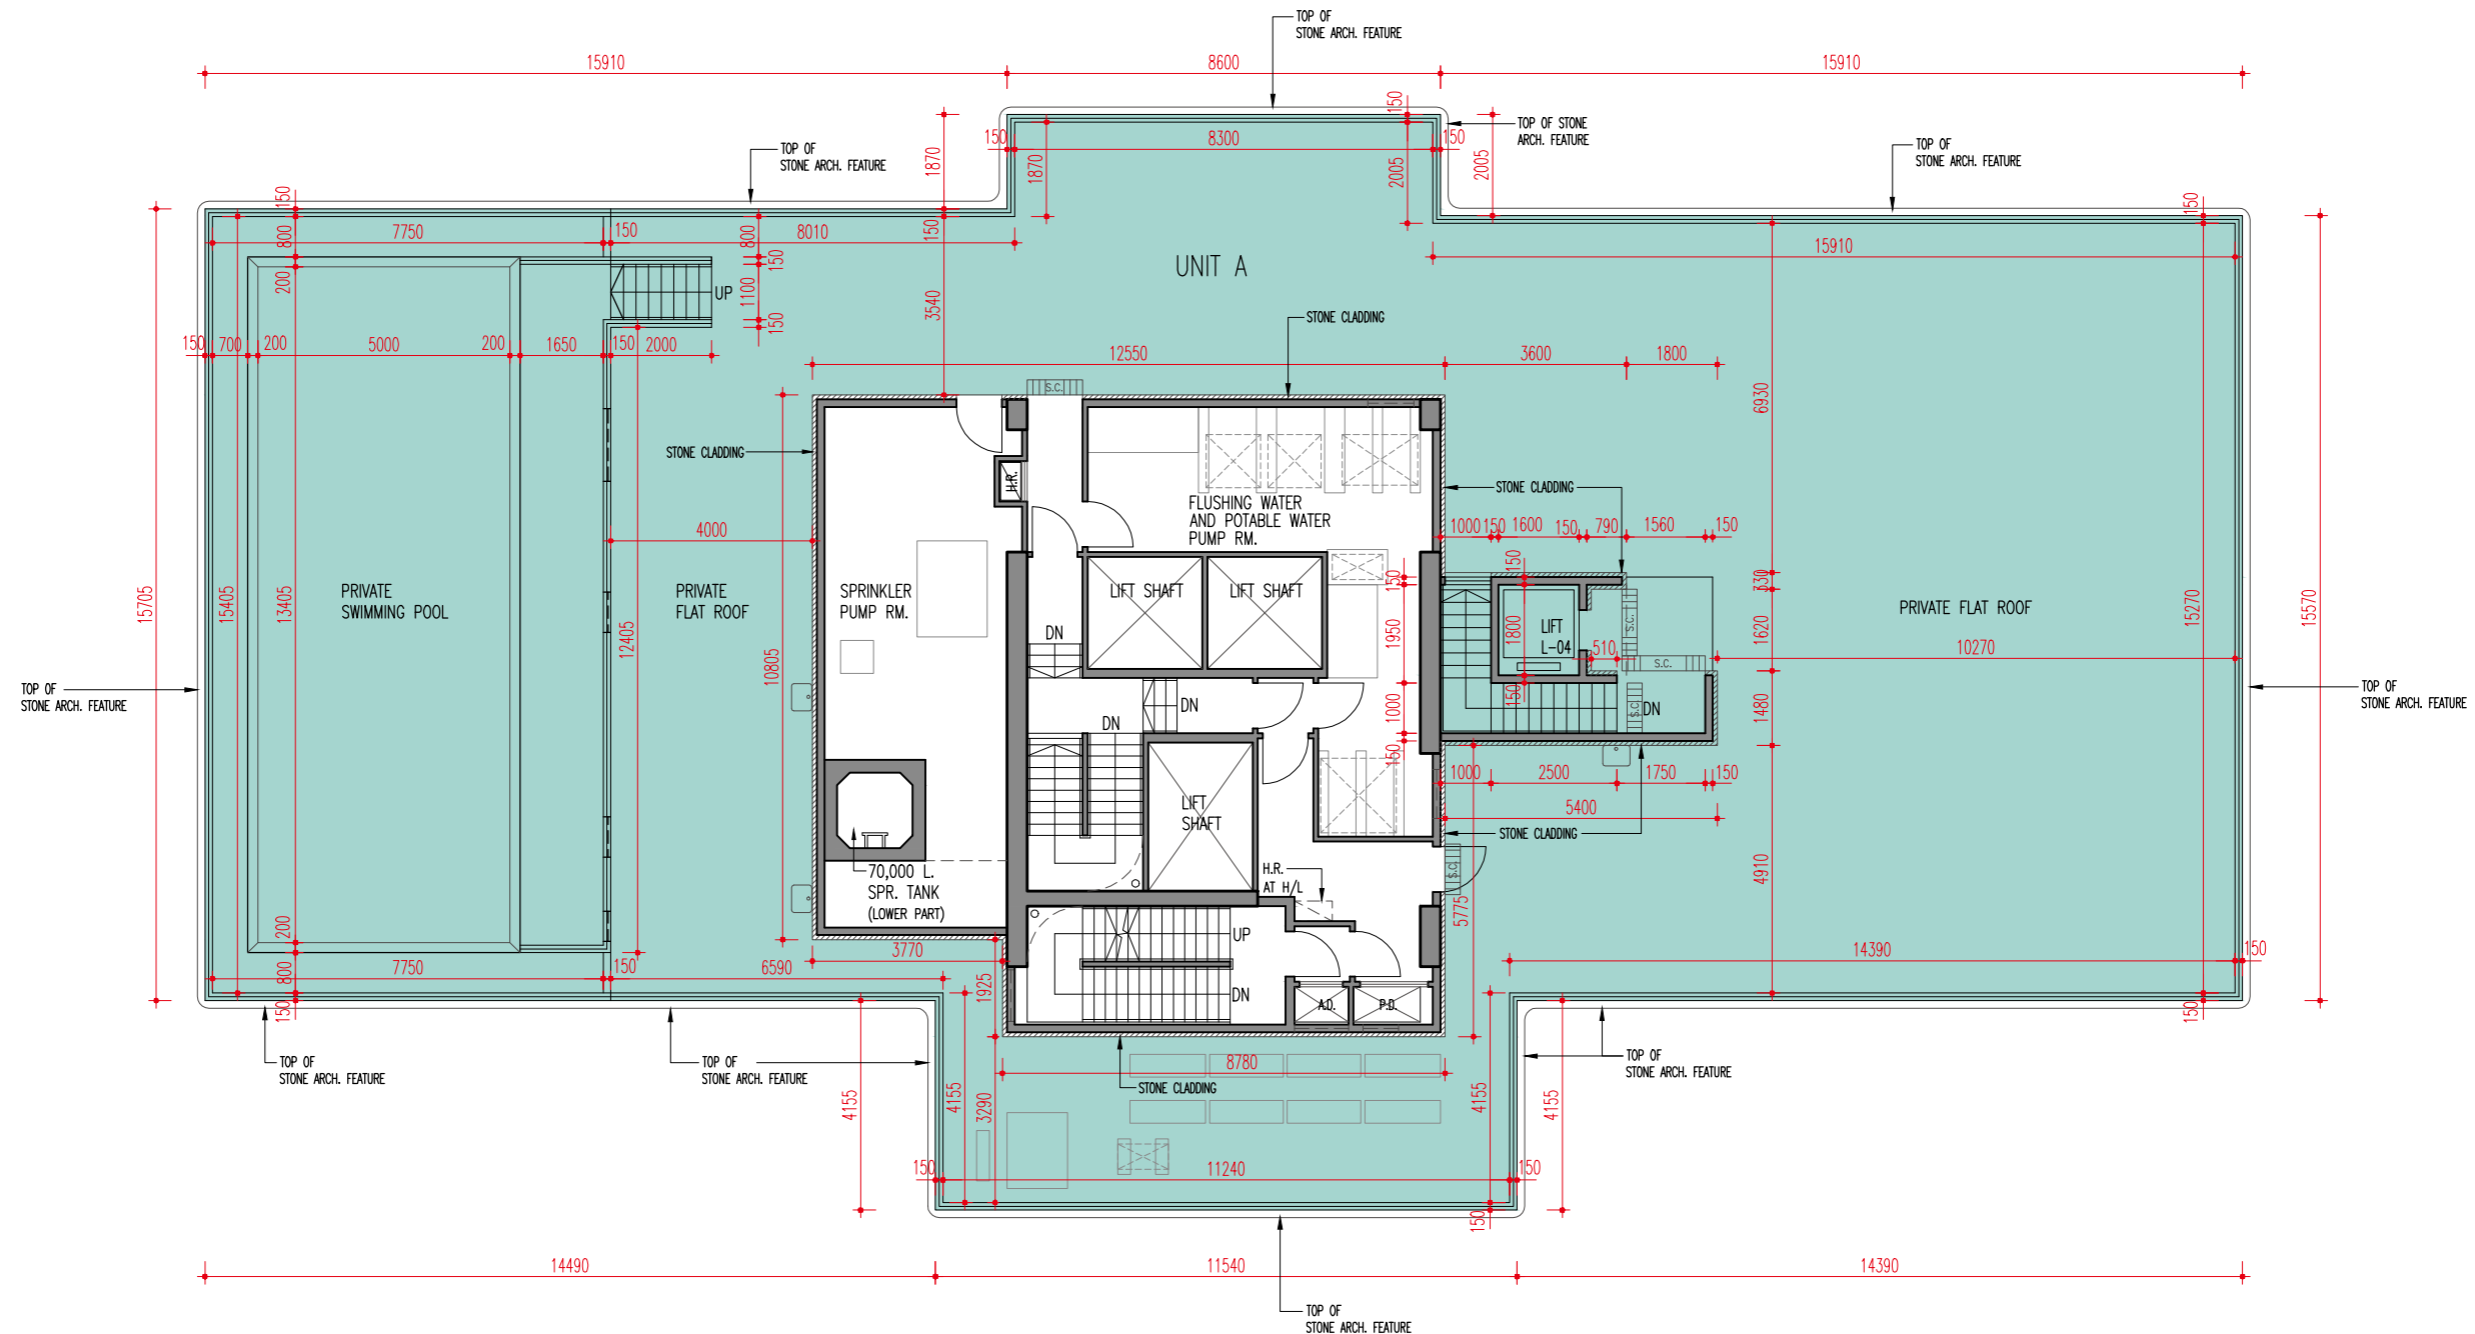 TOP OF
STONE ARCH. FEATURE
15910
8600
15910
TOP OF
STONE ARCH. FEATURE
TOP OF STONE
ARCH. FEATURE
TOP OF
STONE ARCH. FEATURE
150
150
8300
150
1870
1870
2005
2005
150
800
7750
150
8010
150
800
150
15910
150
UNIT A
200
UP
1100
150
3540
STONE CLADDING
150
700
200
5000
200
1650
150
2000
12550
3600
1800
6930
S.C.
STONE CLADDING
H.R.
FLUSHING WATER
AND POTABLE WATER
PUMP RM.
STONE CLADDING
4000
1000
150
1600
150
790
1560
150
15705
15405
13405
12405
10805
PRIVATE
SWIMMING POOL
PRIVATE
FLAT ROOF
SPRINKLER
PUMP RM.
LIFT SHAFT
LIFT SHAFT
150
150
330
PRIVATE FLAT ROOF
15270
15570
DN
1950
1800
LIFT
L-04
510
S.C.
S.C.
1620
10270
TOP OF
STONE ARCH. FEATURE
DN
DN
1000
150
150
S.C.
DN
1480
TOP OF
STONE ARCH. FEATURE
1000
2500
1750
150
5400
LIFT
SHAFT
STONE CLADDING
70,000 L.
SPR. TANK
(LOWER PART)
H.R.
AT H/L
S.C.
4910
5775
200
800
150
7750
150
6590
3770
1925
UP
DN
A.D.
P.D.
14390
150
150
TOP OF
STONE ARCH. FEATURE
TOP OF
STONE ARCH. FEATURE
8780
STONE CLADDING
TOP OF
STONE ARCH. FEATURE
4155
4155
3290
4155
4155
150
11240
150
150
14490
11540
14390
TOP OF
STONE ARCH. FEATURE